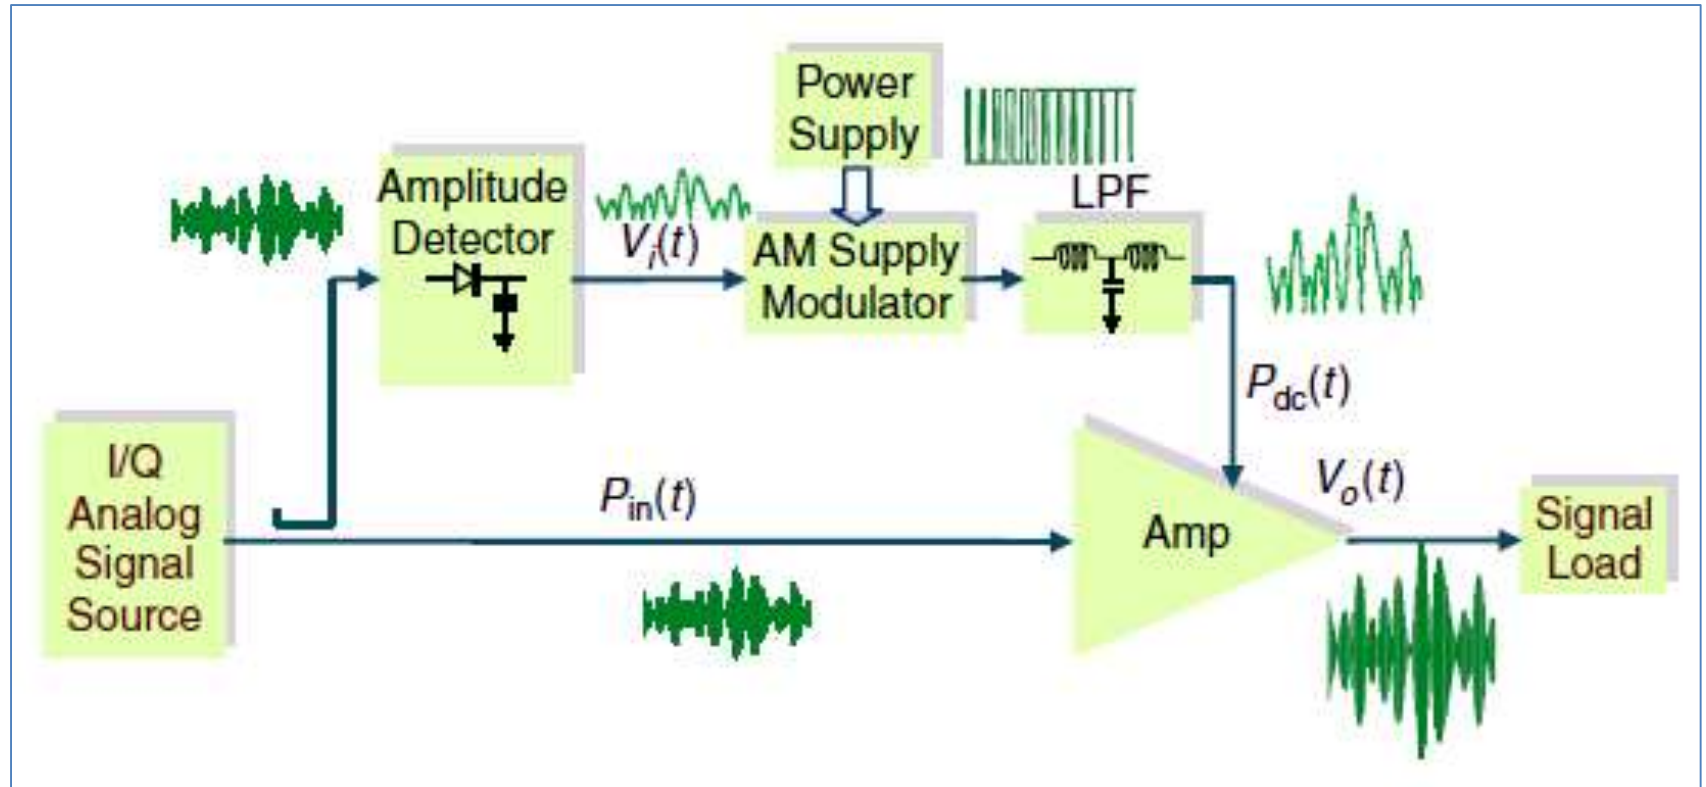 Power
Supply
LPF
Amplitude
Detector
Vi(t)
AM Supply
Modulator
Pdc(t)
I/Q
Analog
Signal
Source
Pin(t)
Amp
Vo(t)
Signal
Load